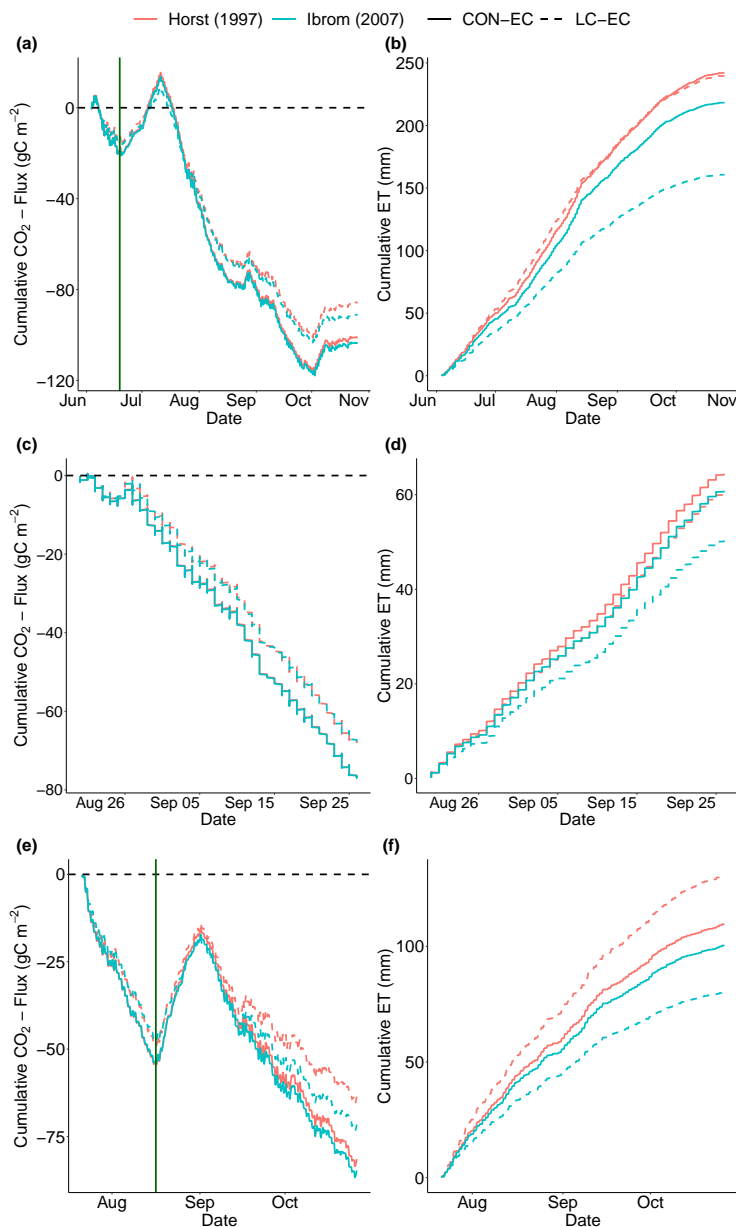 Horst (1997) Ibrom (2007) CON−EC LC−EC
(a)
Cumulative CO2 − Flux (gC m−2)
0
−40
−80
−120
Jun Jul Aug Sep Oct Nov
Date
(b)
Cumulative ET (mm)
250
200
150
100
50
0
Jun Jul Aug Sep Oct Nov
Date
(c)
Cumulative CO2 − Flux (gC m−2)
0
−20
−40
−60
−80
Aug 26 Sep 05 Sep 15 Sep 25
Date
(d)
Cumulative ET (mm)
60
40
20
0
Aug 26 Sep 05 Sep 15 Sep 25
Date
(e)
Cumulative CO2 − Flux (gC m−2)
0
−25
−50
−75
Aug Sep Oct
Date
(f)
Cumulative ET (mm)
100
50
0
Aug Sep Oct
Date